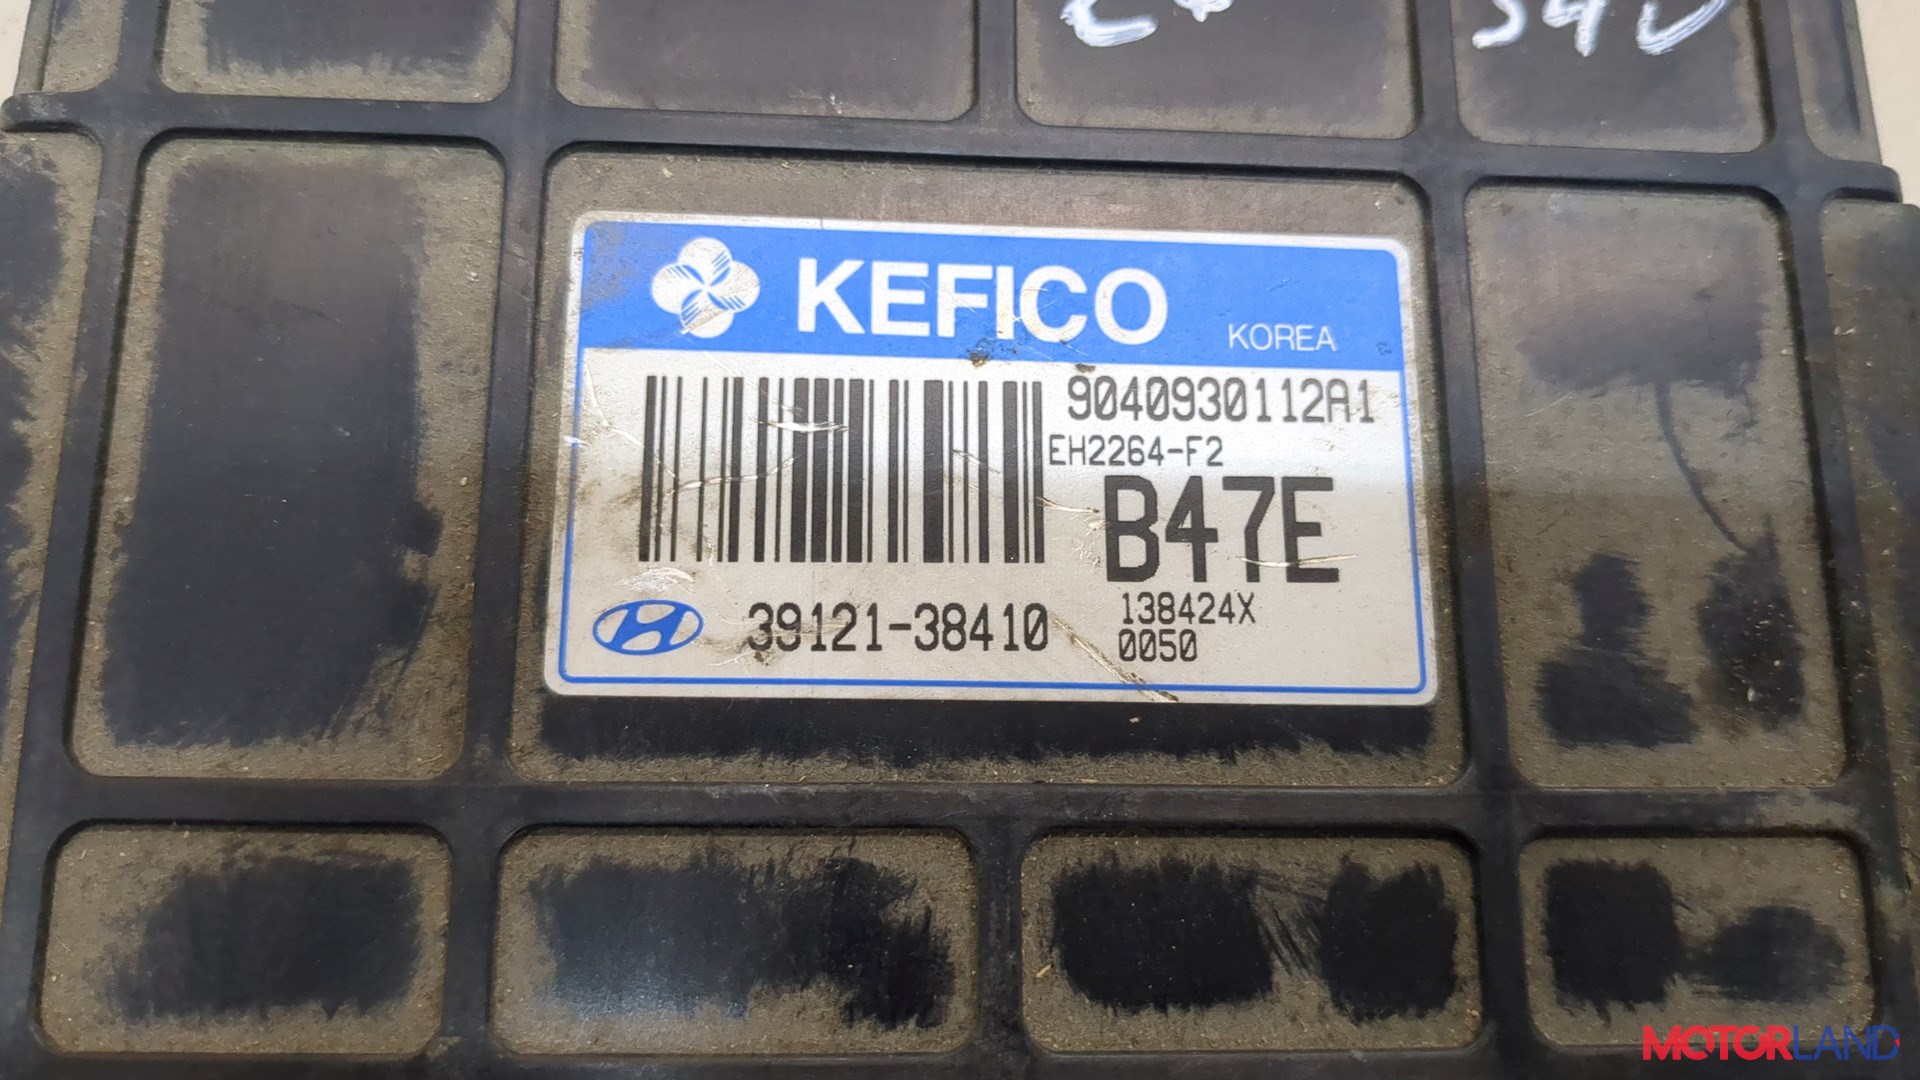 KEFICO
KOREA
9040930112A1
EH2264-F2
B47E
39121-38410
138424X
0050
MOTORLAND